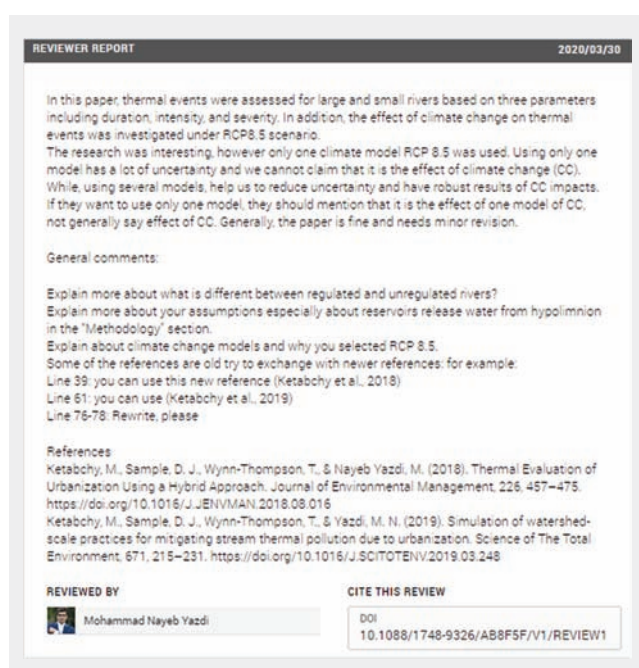 REVIEWER REPORT 2020/03/30
In this paper, thermal events were assessed for large and small rivers based on three parameters
including duration, intensity, and severity. In addition, the effect of climate change on thermal
events was investigated under RCP8.5 scenario.
The research was interesting, however only one climate model RCP 8.5 was used. Using only one
model has a lot of uncertainty and we cannot claim that it is the effect of climate change (CC).
While, using several models, help us to reduce uncertainty and have robust results of CC impacts.
If they want to use only one model, they should mention that it is the effect of one model of CC,
not generally say effect of CC. Generally, the paper is fine and needs minor revision.
General comments:
Explain more about what is different between regulated and unregulated rivers?
Explain more about your assumptions especially about reservoirs release water from hypolimnion
in the "Methodology" section.
Explain about climate change models and why you selected RCP 8.5.
Some of the references are old try to exchange with newer references: for example:
Line 39: you can use this new reference (Ketabchy et al., 2018)
Line 61: you can use (Ketabchy et al., 2019)
Line 76-78: Rewrite, please
References
Ketabchy, M., Sample, D. J., Wynn-Thompson, T., & Nayeb Yazdi, M. (2018). Thermal Evaluation of
Urbanization Using a Hybrid Approach. Journal of Environmental Management, 226, 457–475.
https://doi.org/10.1016/J.JENVMAN.2018.08.016
Ketabchy, M., Sample, D. J., Wynn-Thompson, T., & Yazdi, M. N. (2019). Simulation of watershed-
scale practices for mitigating stream thermal pollution due to urbanization. Science of The Total
Environment, 671, 215–231. https://doi.org/10.1016/J.SCITOTENV.2019.03.248
REVIEWED BY
Mohammad Nayeb Yazdi
CITE THIS REVIEW
DOI
10.1088/1748-9326/AB8F5F/V1/REVIEW1